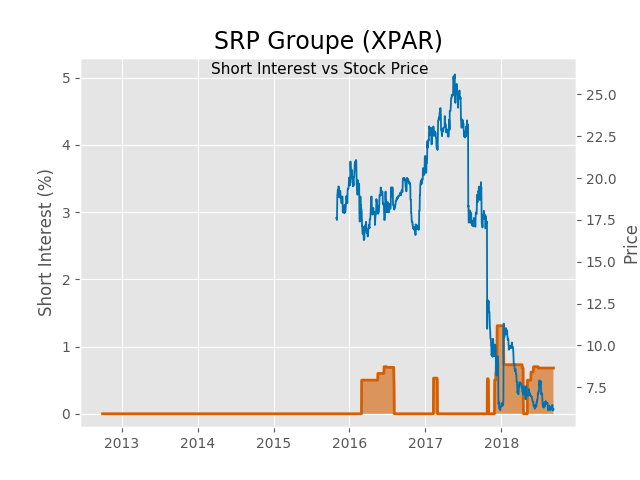 SRP Groupe (XPAR)
Short Interest vs Stock Price
Short Interest (%)
5
4
3
2
1
0
25.0
22.5
20.0
17.5
15.0
12.5
10.0
7.5
Price
2013 2014 2015 2016 2017 2018